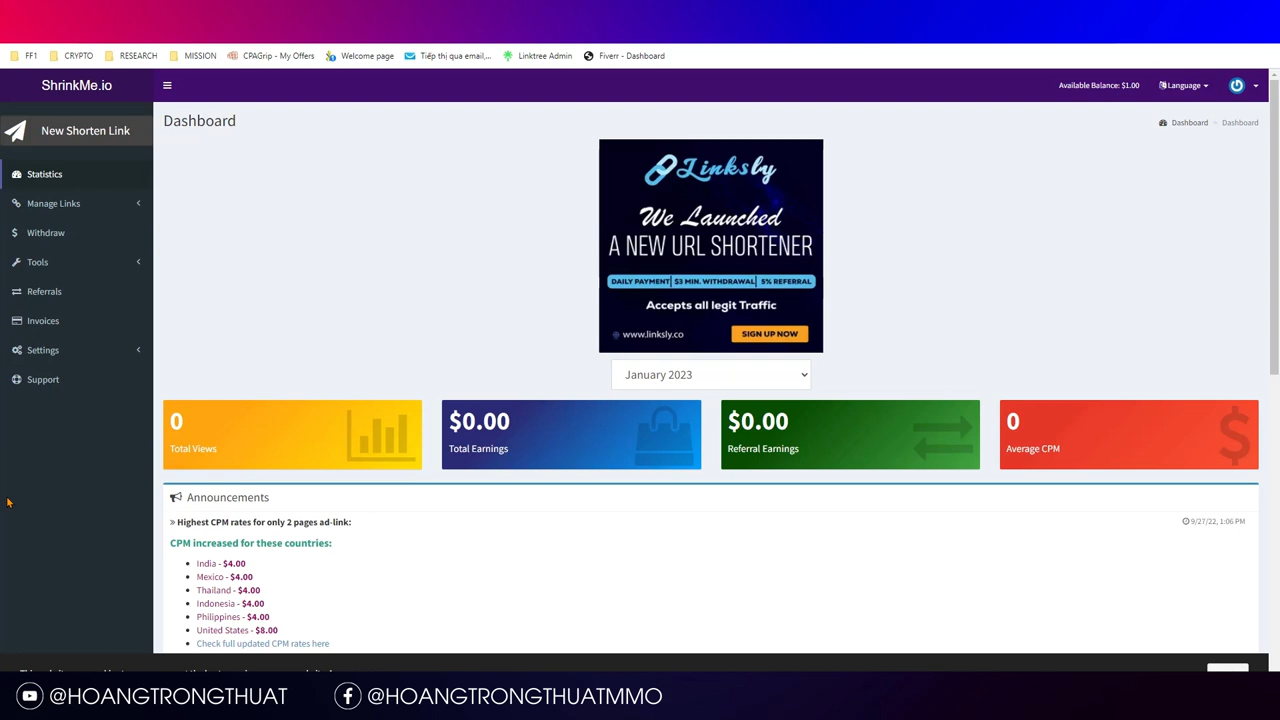 FF1 CRYPTO RESEARCH MISSION CPAGrip - My Offers Welcome page Tiếp thị qua email,... Linktree Admin Fiverr - Dashboard
ShrinkMe.io Available Balance: $1.00 Language
New Shorten Link
Statistics
Manage Links
Withdraw
Tools
Referrals
Invoices
Settings
Support
Dashboard
Dashboard > Dashboard
Linksly
We Launched
A NEW URL SHORTENER
DAILY PAYMENT| $3 MIN. WITHDRAWAL| 5% REFERRAL
Accepts all legit Traffic
www.linksly.co SIGN UP NOW
January 2023
0
Total Views
$0.00
Total Earnings
$0.00
Referral Earnings
0
Average CPM
Announcements
» Highest CPM rates for only 2 pages ad-link: 9/27/22, 1:06 PM
CPM increased for these countries:
• India - $4.00
• Mexico - $4.00
• Thailand - $4.00
• Indonesia - $4.00
• Philippines - $4.00
• United States - $8.00
• Check full updated CPM rates here
@HOANGTRONGTHUAT @HOANGTRONGTHUATMMO